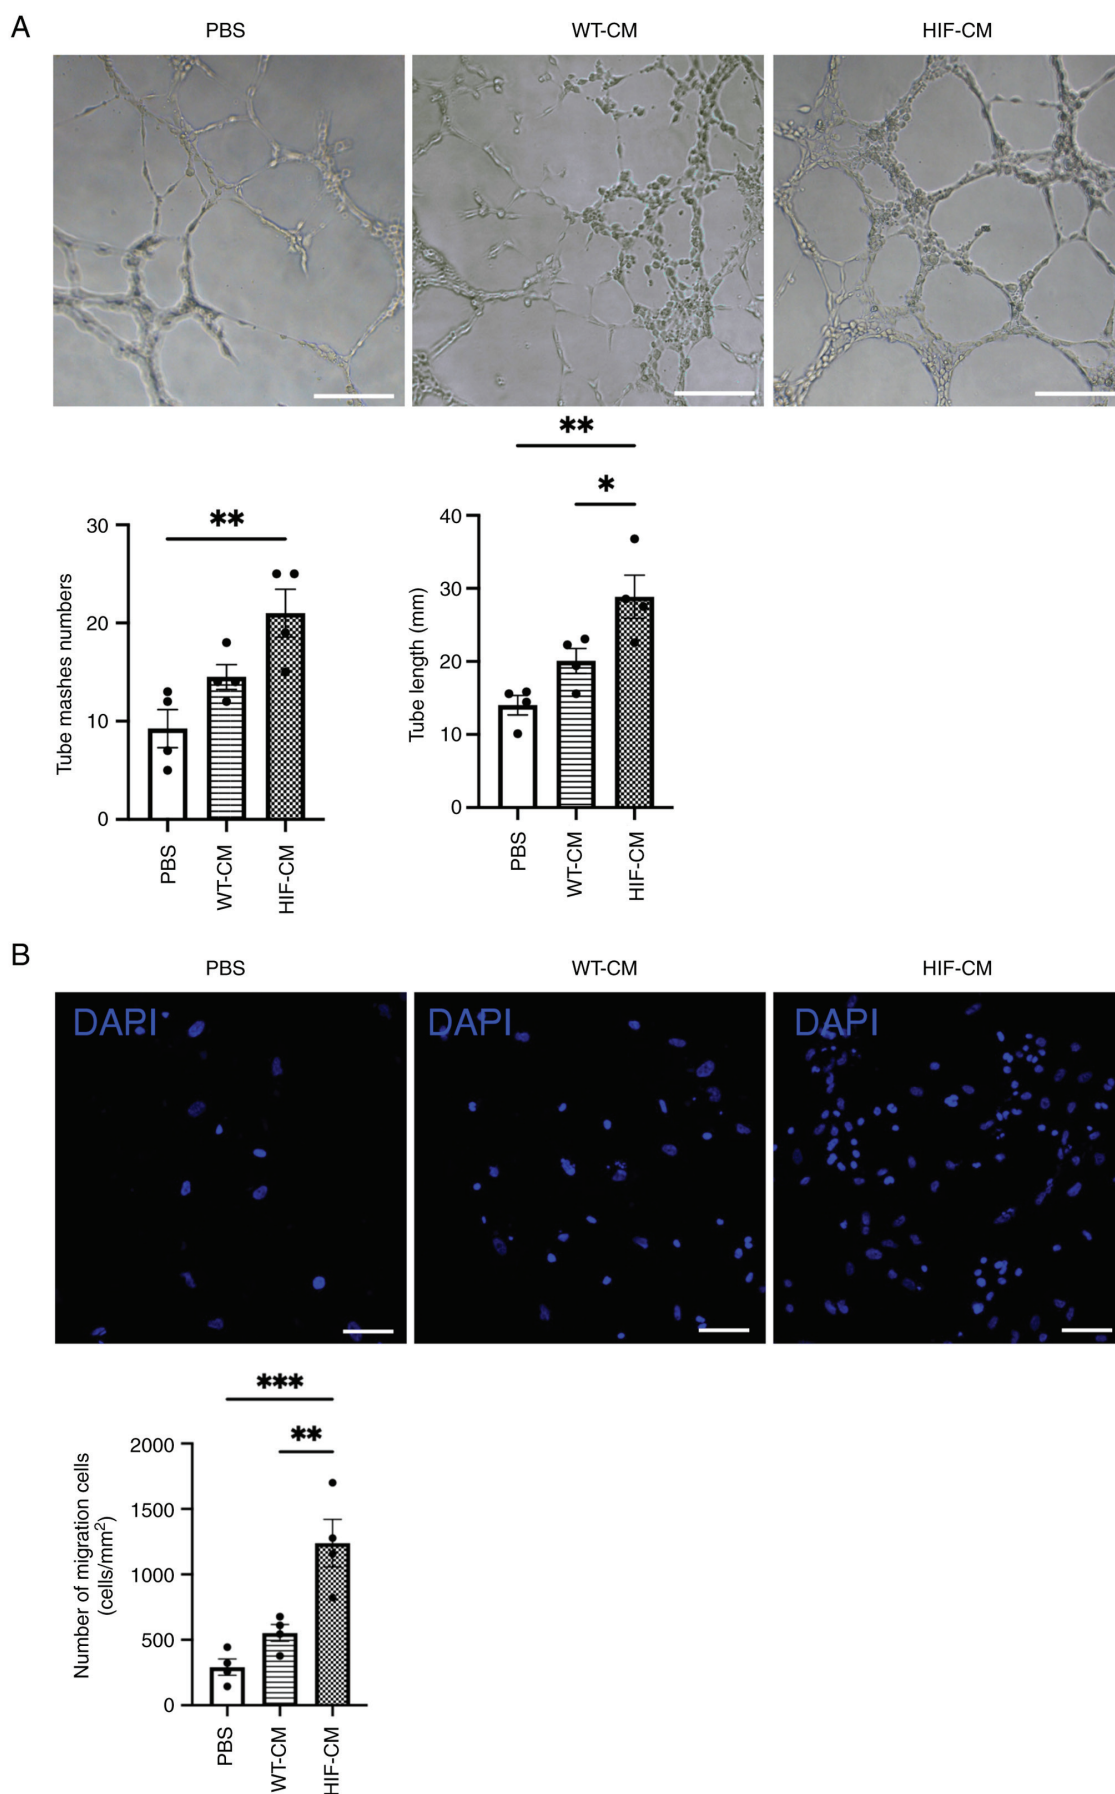 A
PBS
WT-CM
HIF-CM
**
30
20
10
0
Tube mashes numbers
PBS
WT-CM
HIF-CM
**
*
40
30
20
10
0
Tube length (mm)
PBS
WT-CM
HIF-CM
B
PBS
WT-CM
HIF-CM
DAPI
DAPI
DAPI
***
**
2000
1500
1000
500
0
Number of migration cells
(cells/mm²)
PBS
WT-CM
HIF-CM